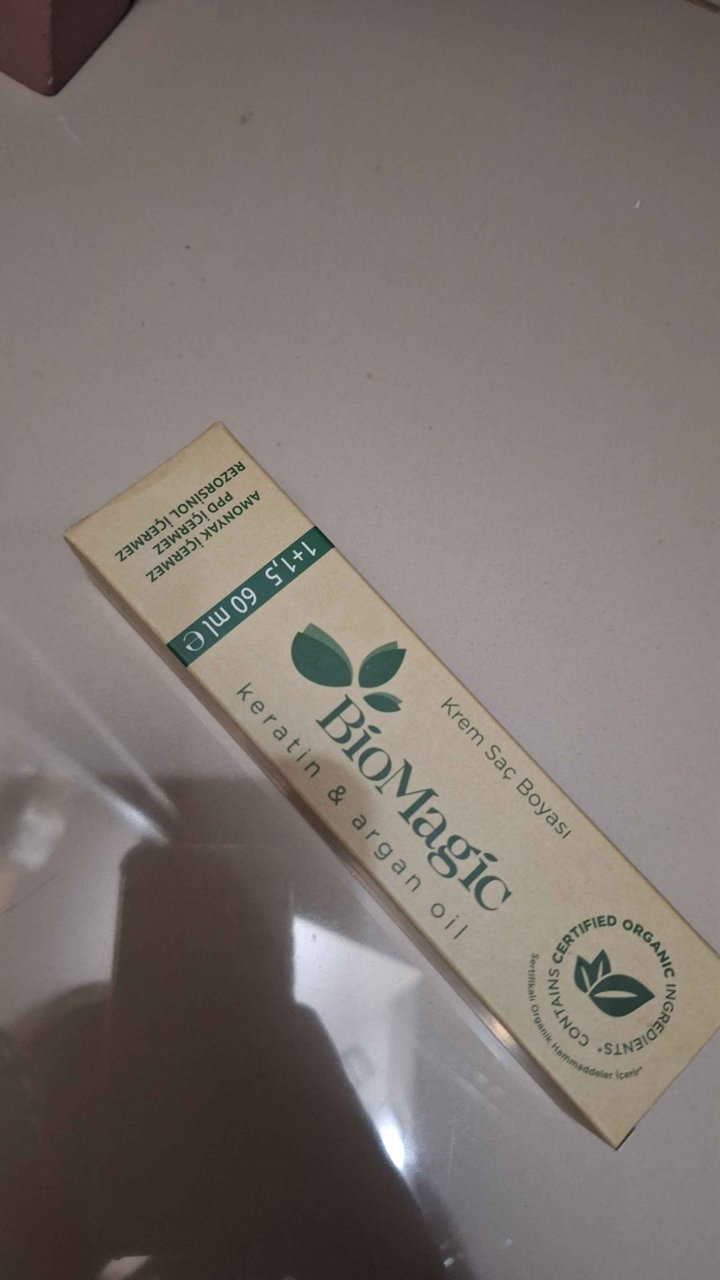 AMONYAK İÇERMEZ
PPD İÇERMEZ
REZORSİNOL İÇERMEZ
1+1,5 60 ml e
Krem Saç Boyası
BioMagic
keratin & argan oil
CONTAINS CERTIFIED ORGANIC INGREDIENTS*
Sertifikalı Organik Hammaddeler İçerir*